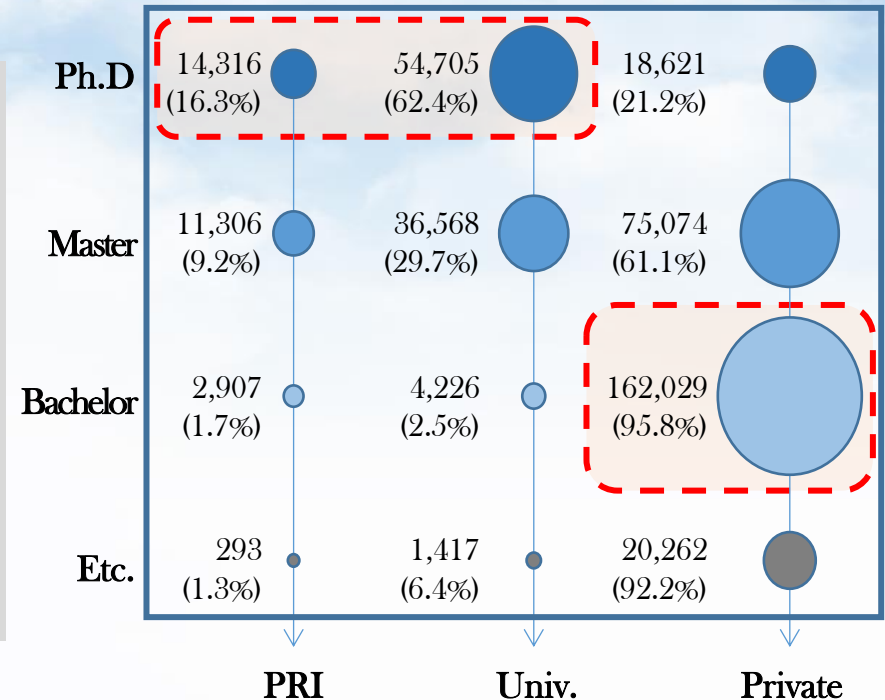 Ph.D 14,316 54,705 18,621
(16.3%) (62.4%) (21.2%)
Master 11,306 36,568 75,074
(9.2%) (29.7%) (61.1%)
Bachelor 2,907 4,226 162,029
(1.7%) (2.5%) (95.8%)
Etc. 293 1,417 20,262
(1.3%) (6.4%) (92.2%)
PRI Univ. Private